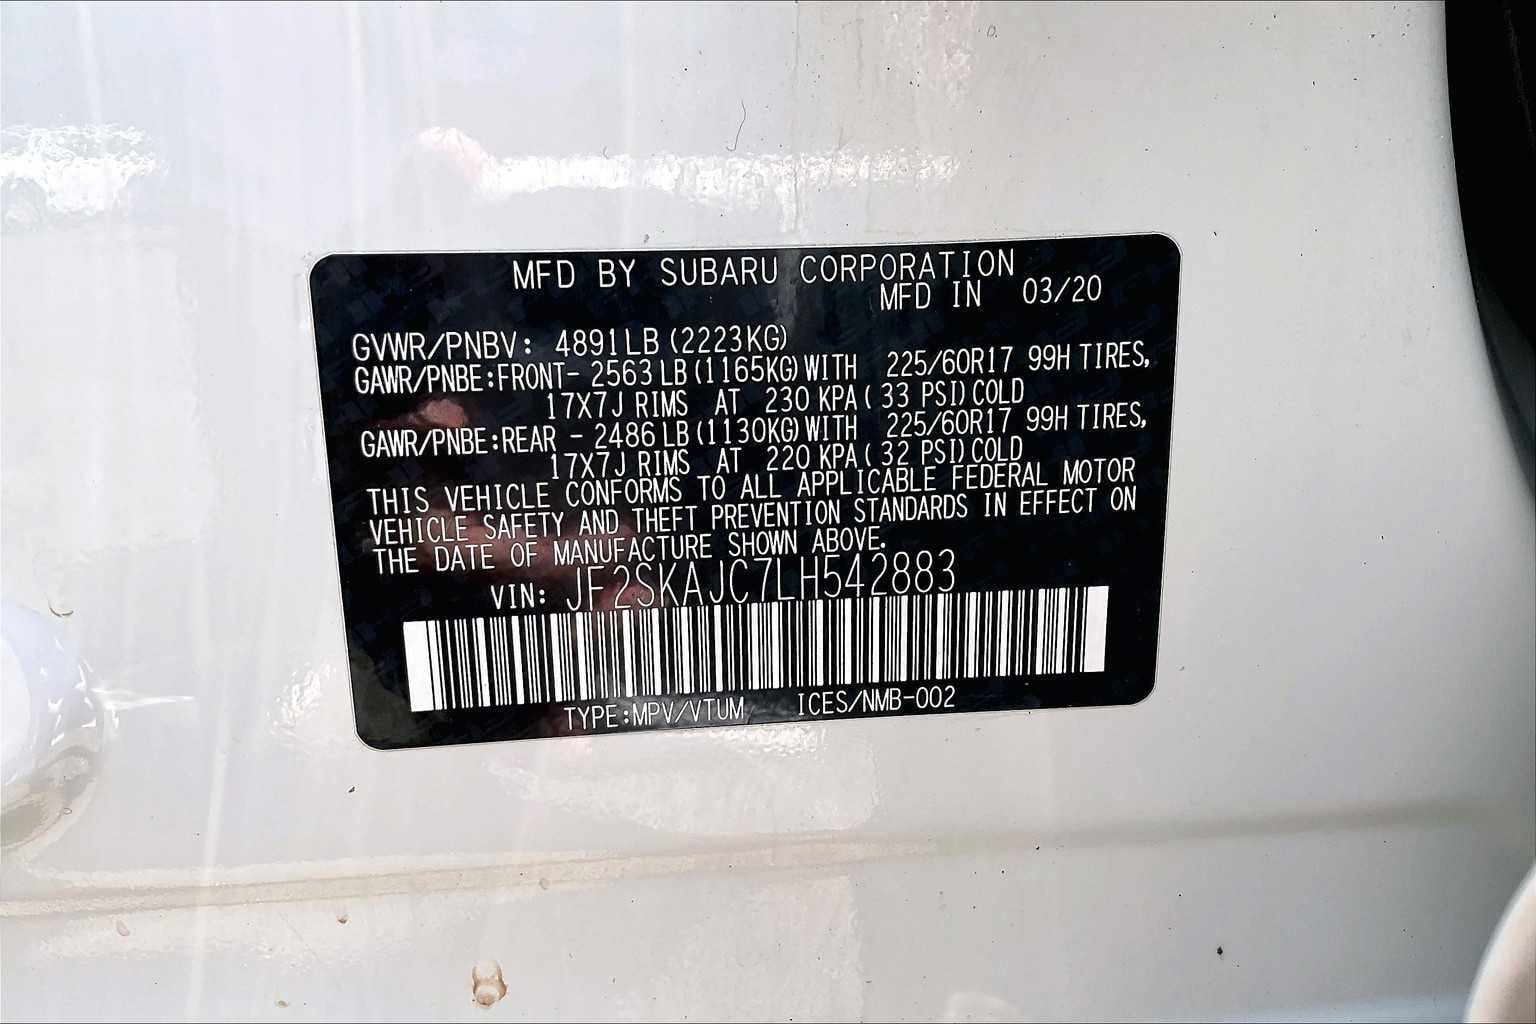 MFD BY SUBARU CORPORATION
MFD IN 03/20
GVWR/PNBV: 4891LB (2223KG)
GAWR/PNBE:FRONT- 2563LB (1165KG) WITH 225/60R17 99H TIRES,
17X7J RIMS AT 230 KPA ( 33 PSI) COLD
GAWR/PNBE:REAR - 2486LB (1130KG) WITH 225/60R17 99H TIRES,
17X7J RIMS AT 220 KPA ( 32 PSI) COLD
THIS VEHICLE CONFORMS TO ALL APPLICABLE FEDERAL MOTOR
VEHICLE SAFETY AND THEFT PREVENTION STANDARDS IN EFFECT ON
THE DATE OF MANUFACTURE SHOWN ABOVE.
VIN: JF2SKAJC7LH542883
TYPE:MPV/VTUM ICES/NMB-002